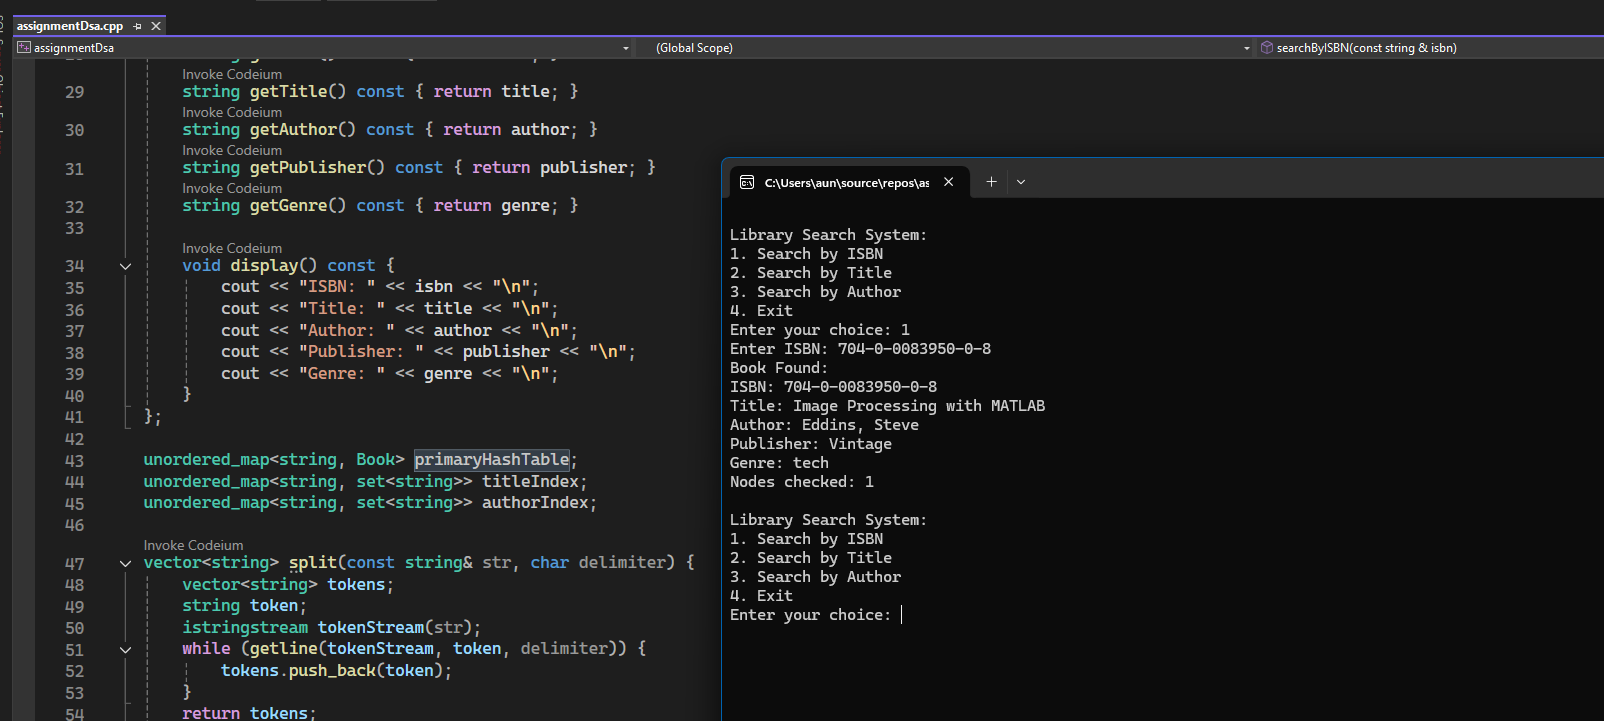 assignmentDsa.cpp
assignmentDsa
(Global Scope)
searchByISBN(const string & isbn)
28
Invoke Codeium
29 string getTitle() const { return title; }
Invoke Codeium
30 string getAuthor() const { return author; }
Invoke Codeium
31 string getPublisher() const { return publisher; }
Invoke Codeium
32 string getGenre() const { return genre; }
33
Invoke Codeium
34 void display() const {
35 cout << "ISBN: " << isbn << "\n";
36 cout << "Title: " << title << "\n";
37 cout << "Author: " << author << "\n";
38 cout << "Publisher: " << publisher << "\n";
39 cout << "Genre: " << genre << "\n";
40 }
41 };
42
43 unordered_map<string, Book> primaryHashTable;
44 unordered_map<string, set<string>> titleIndex;
45 unordered_map<string, set<string>> authorIndex;
46
Invoke Codeium
47 vector<string> split(const string& str, char delimiter) {
48 vector<string> tokens;
49 string token;
50 istringstream tokenStream(str);
51 while (getline(tokenStream, token, delimiter)) {
52 tokens.push_back(token);
53 }
54 return tokens;
C:\Users\aun\source\repos\as
Library Search System:
1. Search by ISBN
2. Search by Title
3. Search by Author
4. Exit
Enter your choice: 1
Enter ISBN: 704-0-0083950-0-8
Book Found:
ISBN: 704-0-0083950-0-8
Title: Image Processing with MATLAB
Author: Eddins, Steve
Publisher: Vintage
Genre: tech
Nodes checked: 1
Library Search System:
1. Search by ISBN
2. Search by Title
3. Search by Author
4. Exit
Enter your choice: